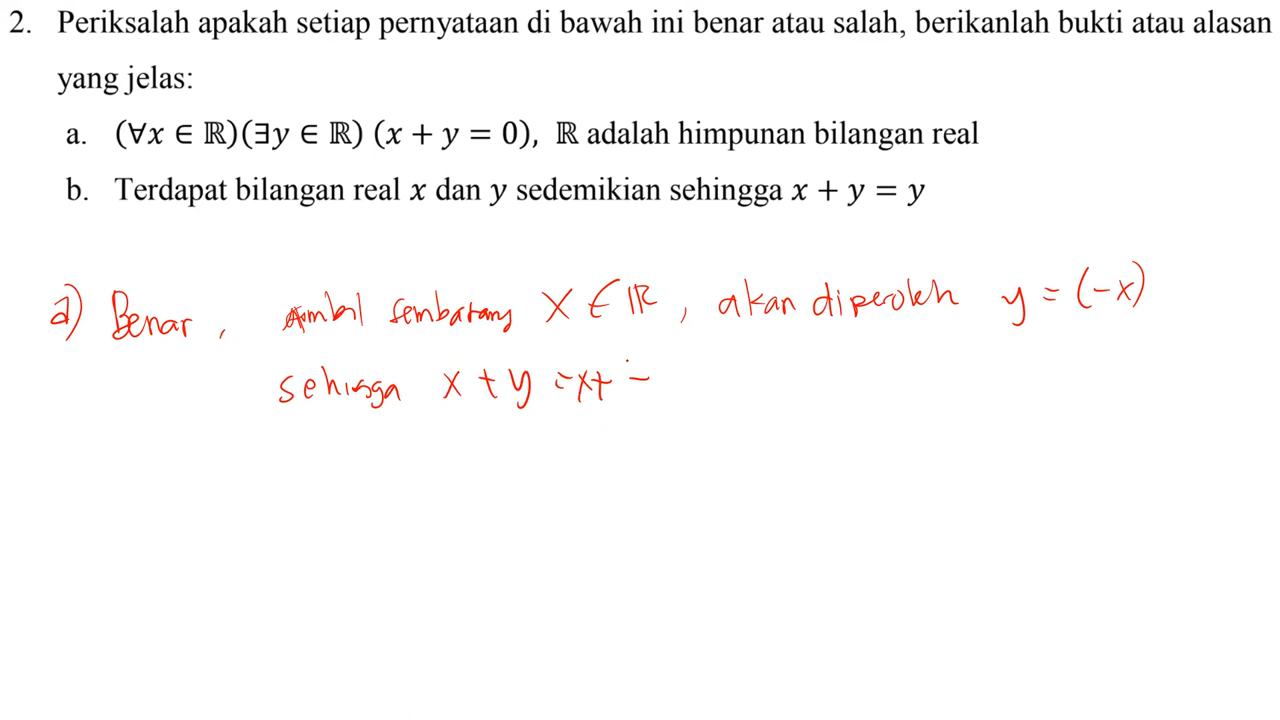 2. Periksalah apakah setiap pernyataan di bawah ini benar atau salah, berikanlah bukti atau alasan
yang jelas:
a. (∀x ∈ ℝ)(∃y ∈ ℝ) (x + y = 0), ℝ adalah himpunan bilangan real
b. Terdapat bilangan real x dan y sedemikian sehingga x + y = y
a) Benar, Ambil sembarang x ∈ ℝ, akan diperoleh y = (-x)
sehingga x + y = x + -